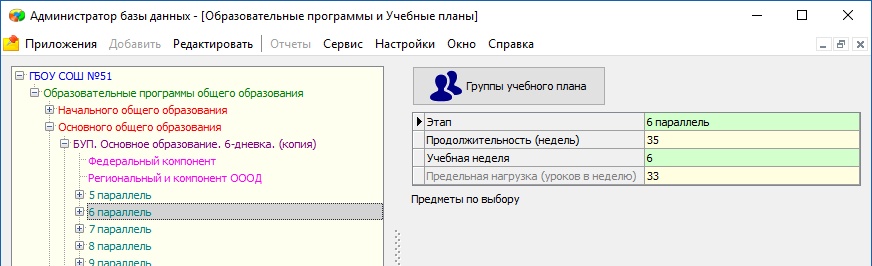 Администратор базы данных - [Образовательные программы и Учебные планы]
Приложения Добавить Редактировать Отчеты Сервис Настройки Окно Справка
ГБОУ СОШ №51
Образовательные программы общего образования
Начального общего образования
Основного общего образования
БУП. Основное образование. 6-дневка. (копия)
Федеральный компонент
Региональный и компонент ОООД
5 параллель
6 параллель
7 параллель
8 параллель
9 параллель
Группы учебного плана
Этап 6 параллель
Продолжительность (недель) 35
Учебная неделя 6
Предельная нагрузка (уроков в неделю) 33
Предметы по выбору